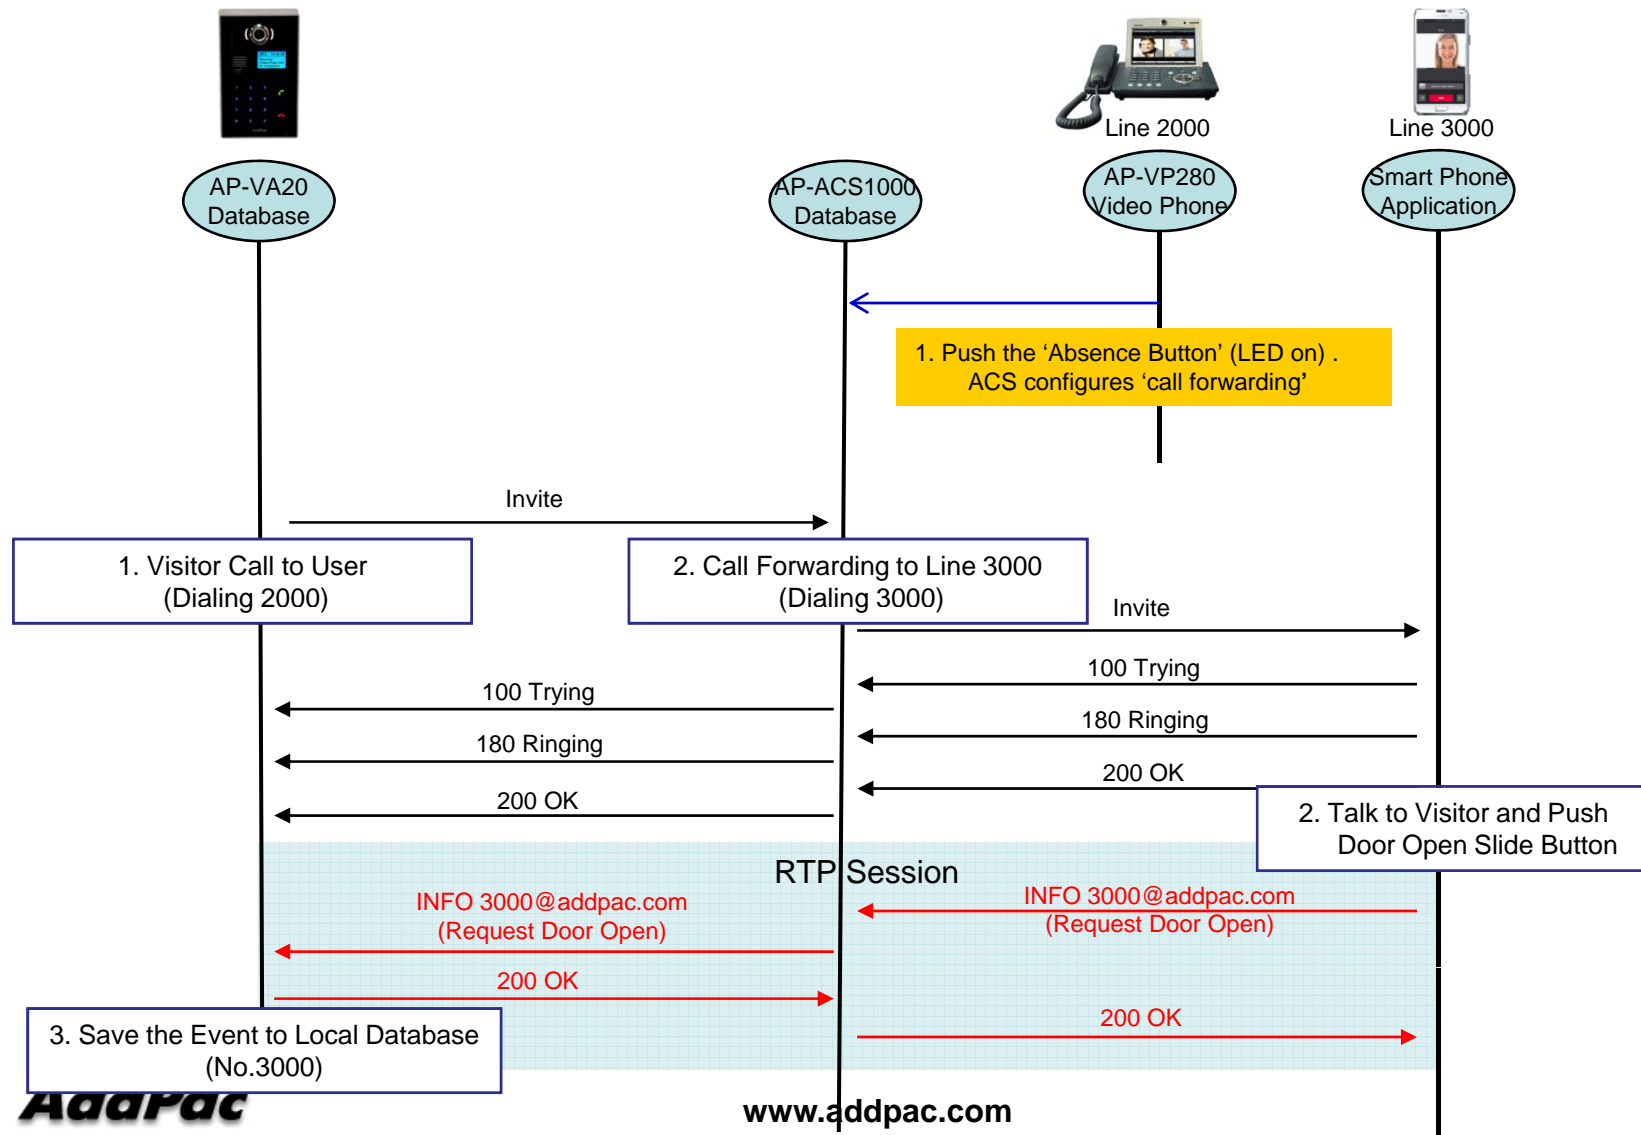 Line 2000
Line 3000
AP-VA20
Database
AP-ACS1000
Database
AP-VP280
Video Phone
Smart Phone
Application
1. Push the ‘Absence Button’ (LED on) .
ACS configures ‘call forwarding’
Invite
1. Visitor Call to User
(Dialing 2000)
2. Call Forwarding to Line 3000
(Dialing 3000)
Invite
100 Trying
100 Trying
180 Ringing
180 Ringing
200 OK
200 OK
2. Talk to Visitor and Push
Door Open Slide Button
RTP Session
INFO 3000@addpac.com
(Request Door Open)
INFO 3000@addpac.com
(Request Door Open)
200 OK
200 OK
3. Save the Event to Local Database
(No.3000)
AddPac
www.addpac.com